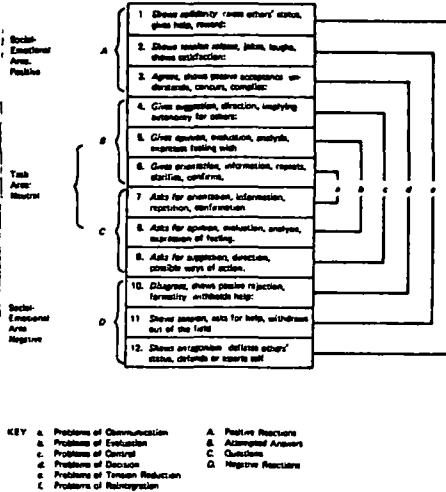 1. Shows solidarity, raises others' status,
gives help, reward:
Social-
Emotional
Area:
Positive
A
2. Shows tension release, jokes, laughs,
shows satisfaction:
3. Agrees, shows passive acceptance, un-
derstands, concurs, complies:
4. Gives suggestion, direction, implying
autonomy for others:
B
5. Gives opinion, evaluation, analysis,
expresses feeling wish
6. Gives orientation, information, repeats,
clarifies, confirms.
Task
Area:
Neutral
a b c d e
7 Asks for orientation, information,
repetition, confirmation
C
8. Asks for opinion, evaluation, analysis,
expression of feeling.
9. Asks for suggestion, direction,
possible ways of action.
10. Disagrees, shows passive rejection,
formality withholds help:
Social-
Emotional
Area
Negative
D
11 Shows tension, asks for help, withdraws
out of the field
12. Shows antagonism deflates others'
status, defends or asserts self
KEY a. Problems of Communication
b. Problems of Evaluation
c. Problems of Control
d. Problems of Decision
e. Problems of Tension Reduction
f. Problems of Reintegration
A. Positive Reactions
B. Attempted Answers
C. Questions
D. Negative Reactions